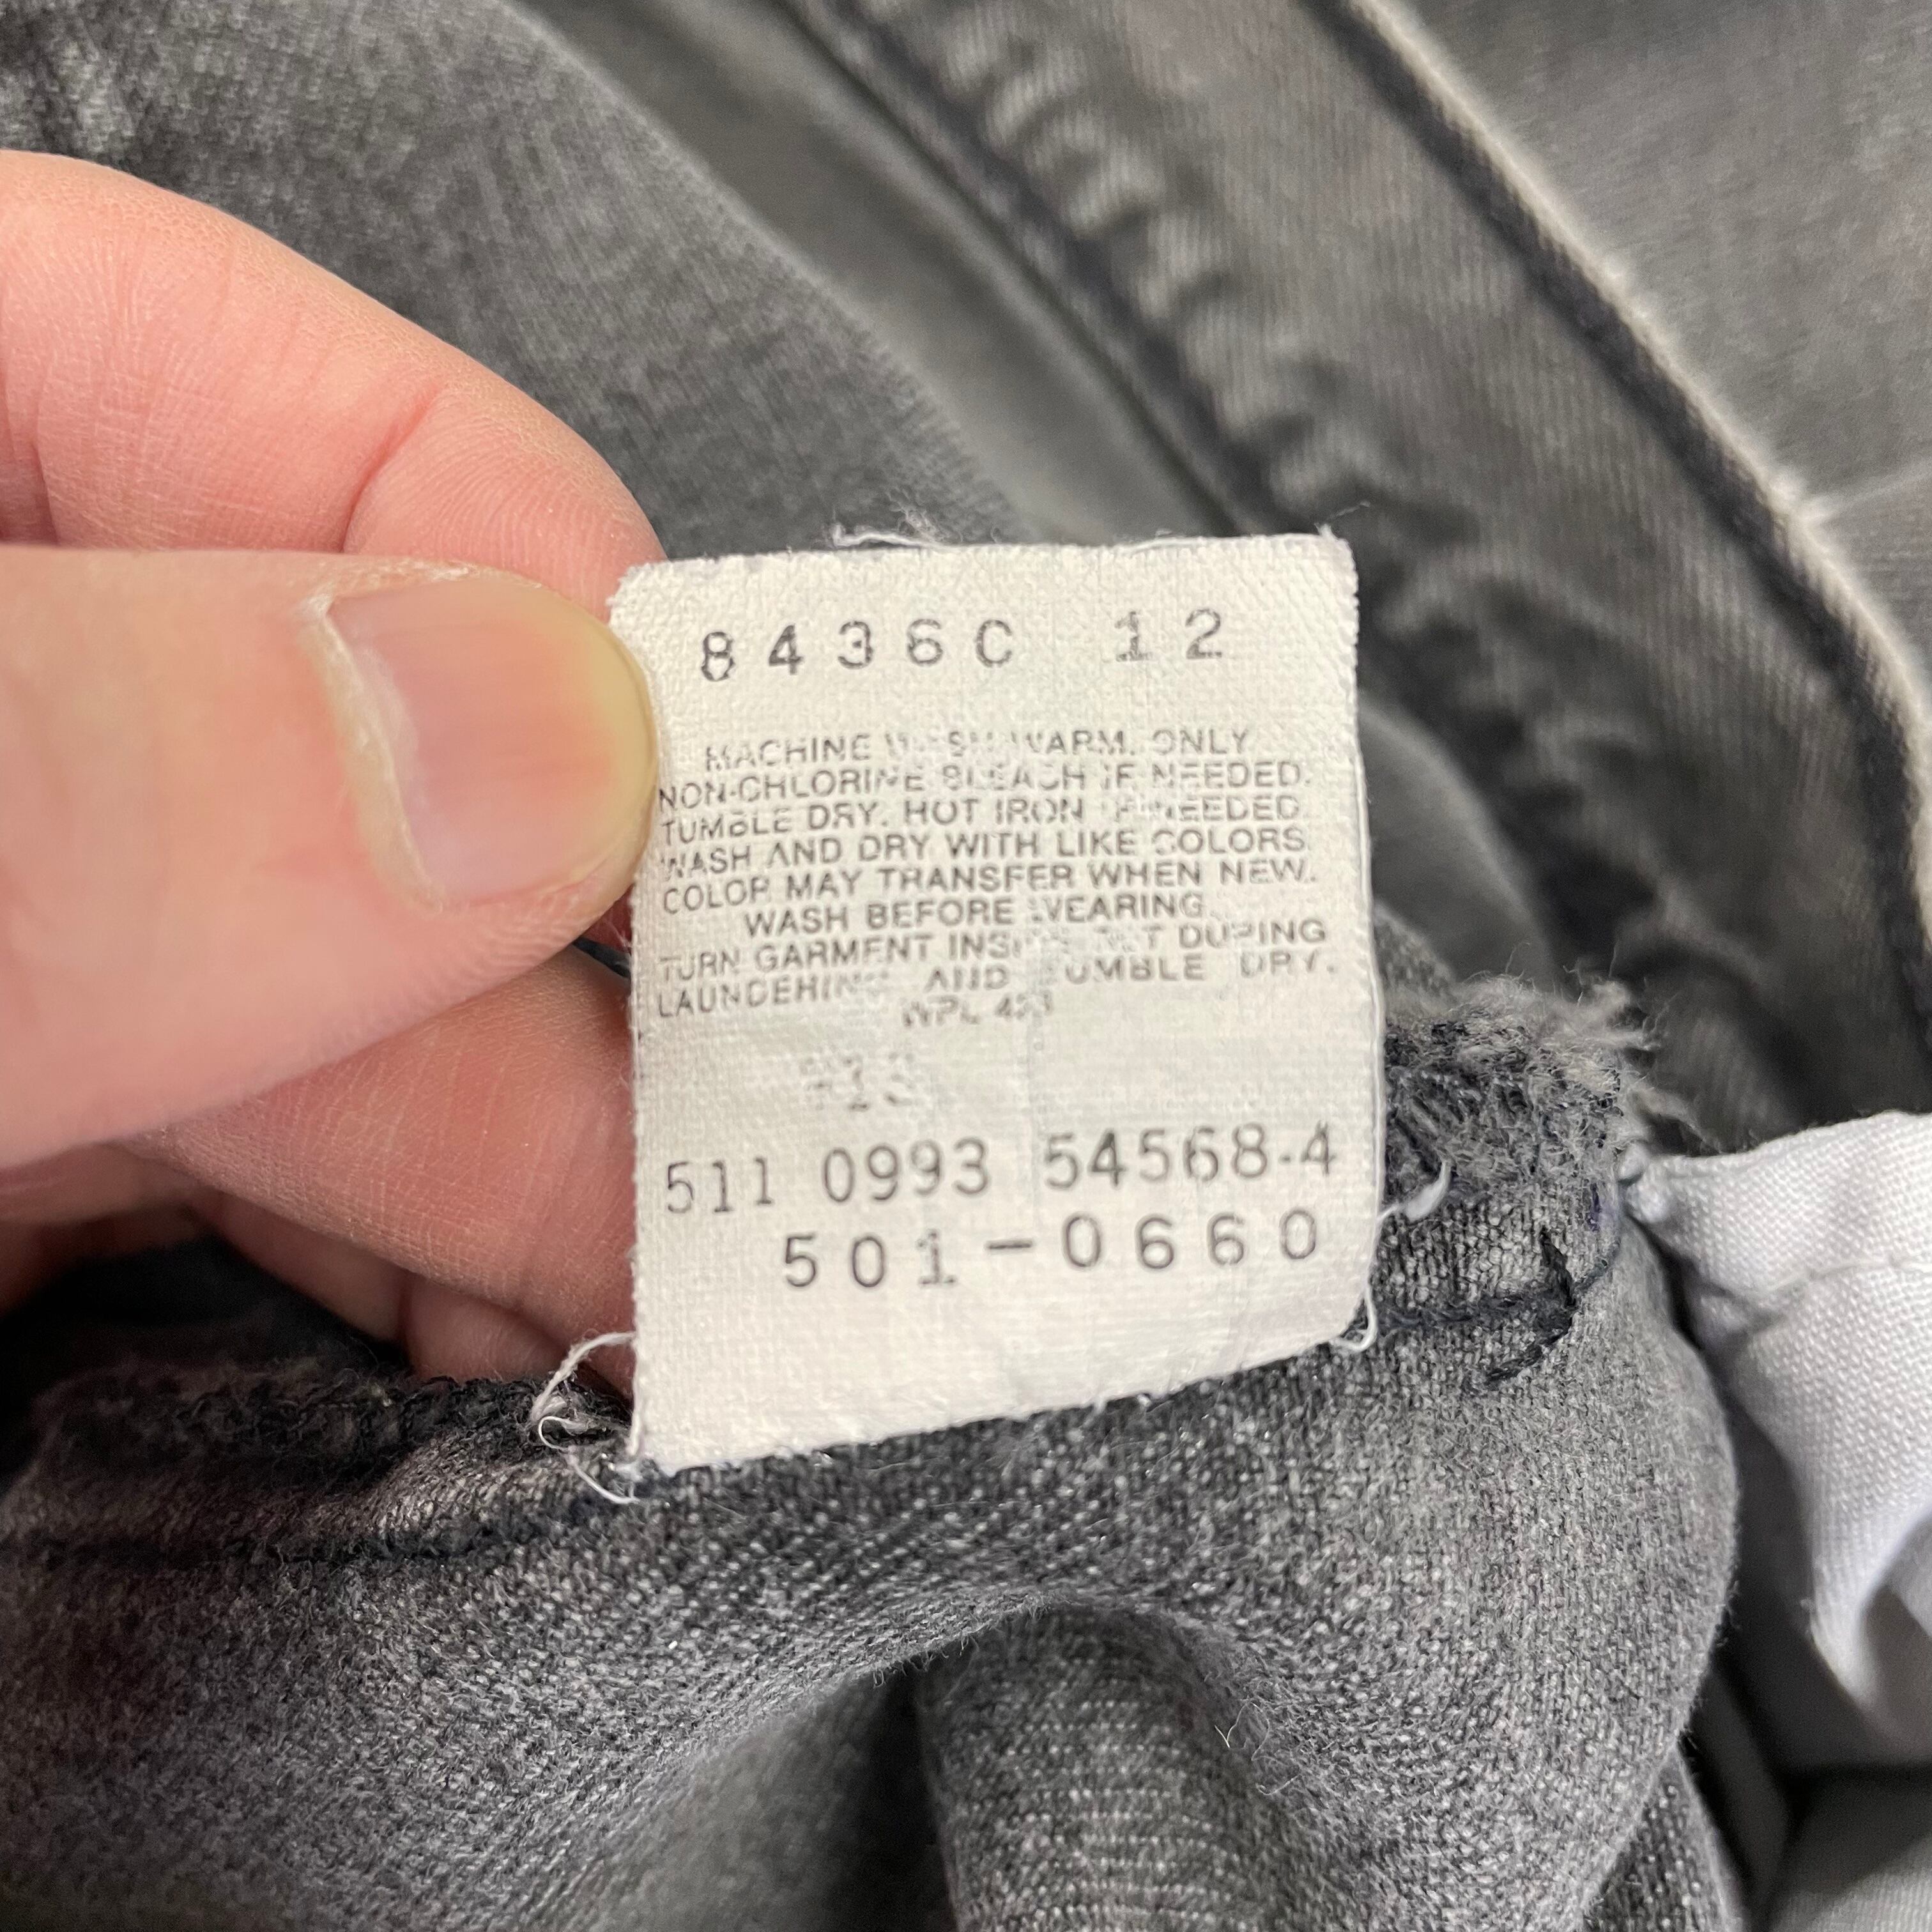 8436C 12
MACHINE WASH WARM. ONLY
NON-CHLORINE BLEACH IF NEEDED.
TUMBLE DRY. HOT IRON IF NEEDED
WASH AND DRY WITH LIKE COLORS
COLOR MAY TRANSFER WHEN NEW.
WASH BEFORE WEARING
TURN GARMENT INSIDE OUT DURING
LAUNDERING AND TUMBLE DRY.
WPL 423
511 0993 54568-4
501-0660